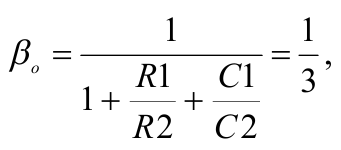 β_o = 1 / (1 + R1/R2 + C1/C2) = 1/3,